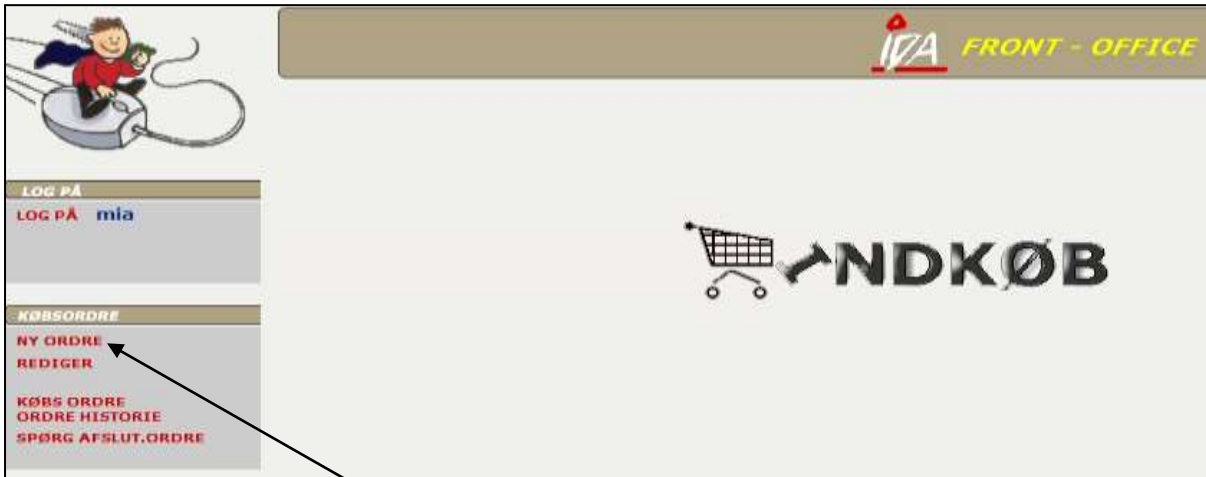 IDA FRONT - OFFICE
LOG PÅ
LOG PÅ mia
INDKØB
KØBSORDRE
NY ORDRE
REDIGER
KØBS ORDRE
ORDRE HISTORIE
SPØRG AFSLUT.ORDRE